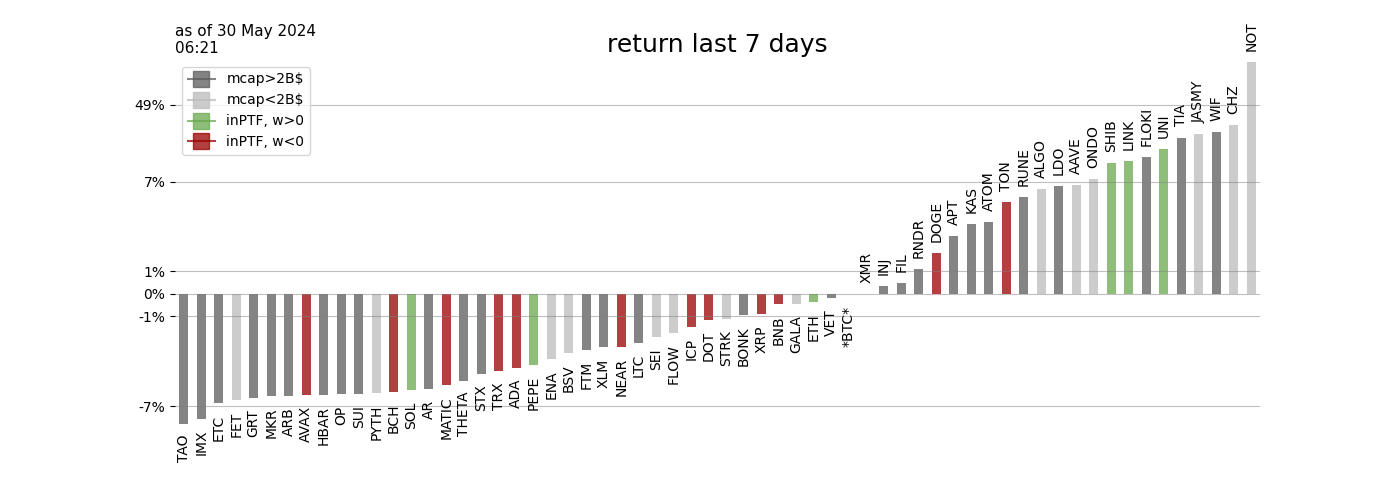 as of 30 May 2024
06:21
return last 7 days
mcap>2B$
mcap<2B$
inPTF, w>0
inPTF, w<0
49%
7%
1%
0%
-1%
-7%
TAO
IMX
ETC
FET
GRT
MKR
ARB
AVAX
HBAR
OP
SUI
PYTH
BCH
SOL
AR
MATIC
THETA
STX
TRX
ADA
PEPE
ENA
BSV
FTM
XLM
NEAR
LTC
SEI
FLOW
ICP
DOT
STRK
BONK
XRP
BNB
GALA
ETH
VET
*BTC*
XMR
INJ
FIL
RNDR
DOGE
APT
KAS
ATOM
TON
RUNE
ALGO
LDO
AAVE
ONDO
SHIB
LINK
FLOKI
UNI
TIA
JASMY
WIF
CHZ
NOT